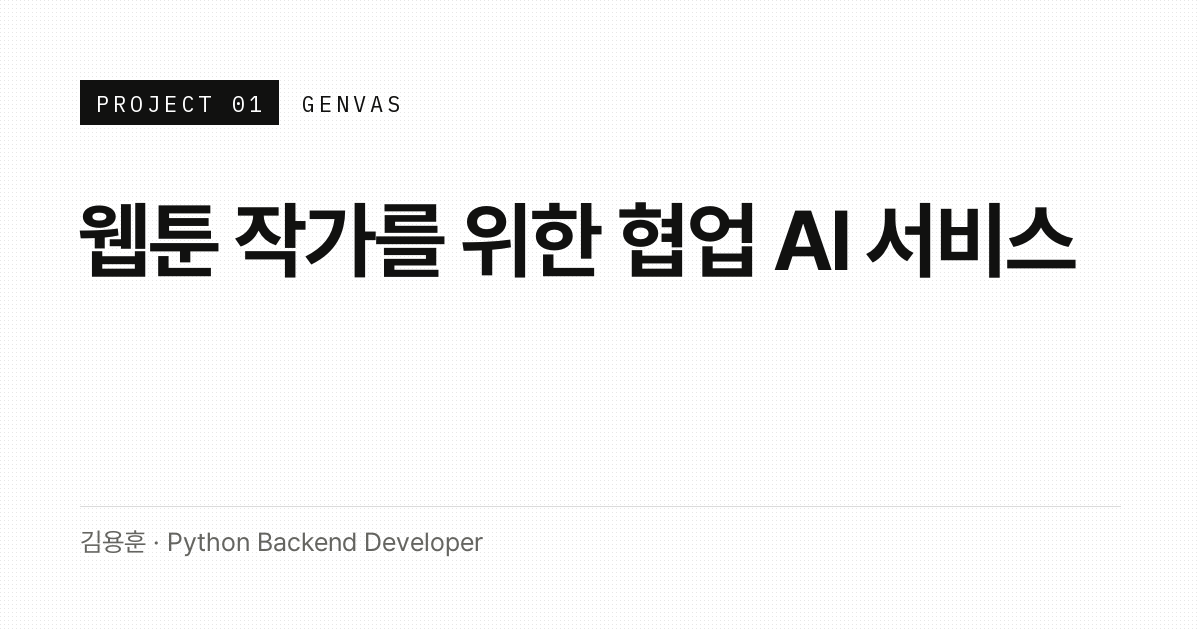 PROJECT 01 GENVAS
웹툰 작가를 위한 협업 AI 서비스
김용훈 · Python Backend Developer